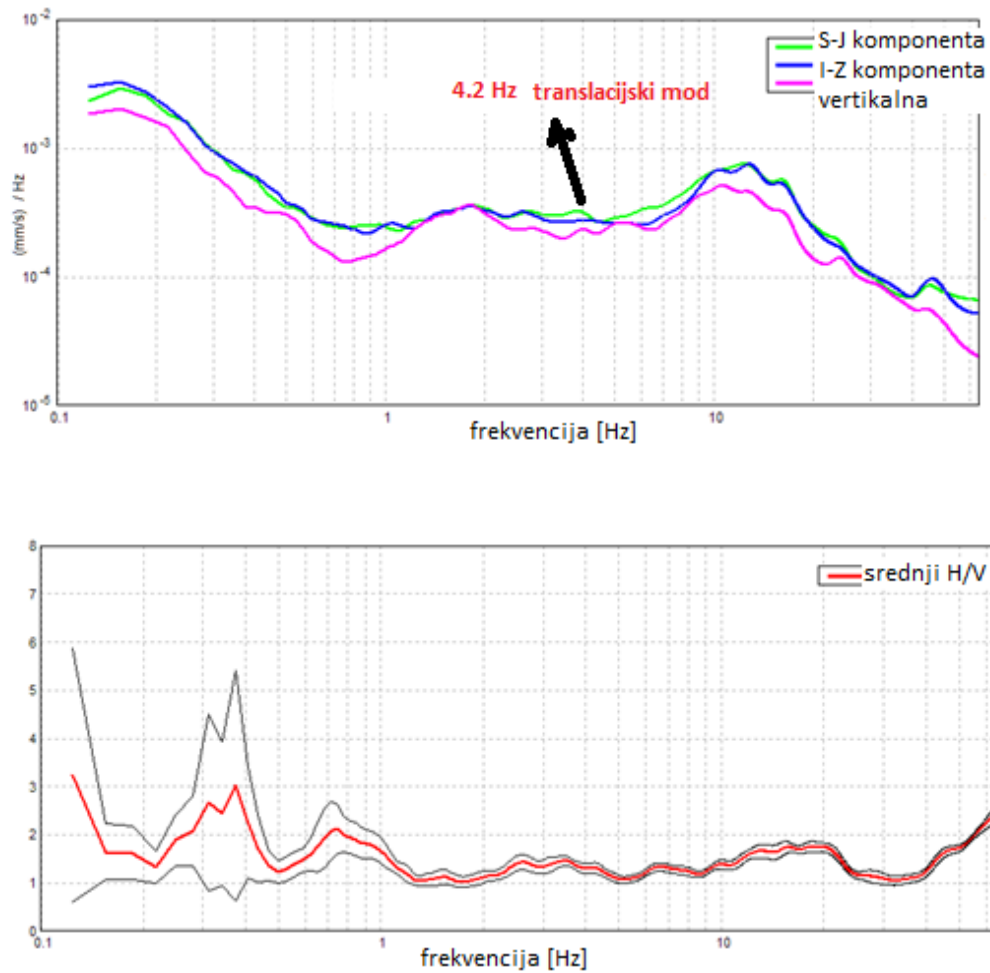 10-2
S-J komponenta
I-Z komponenta
vertikalna
4.2 Hz translacijski mod
10-3
(mm/s) / Hz
10-4
10-5
0.1 1 10
frekvencija [Hz]
8
srednji H/V
7
6
5
4
3
2
1
0
0.1 1 10
frekvencija [Hz]